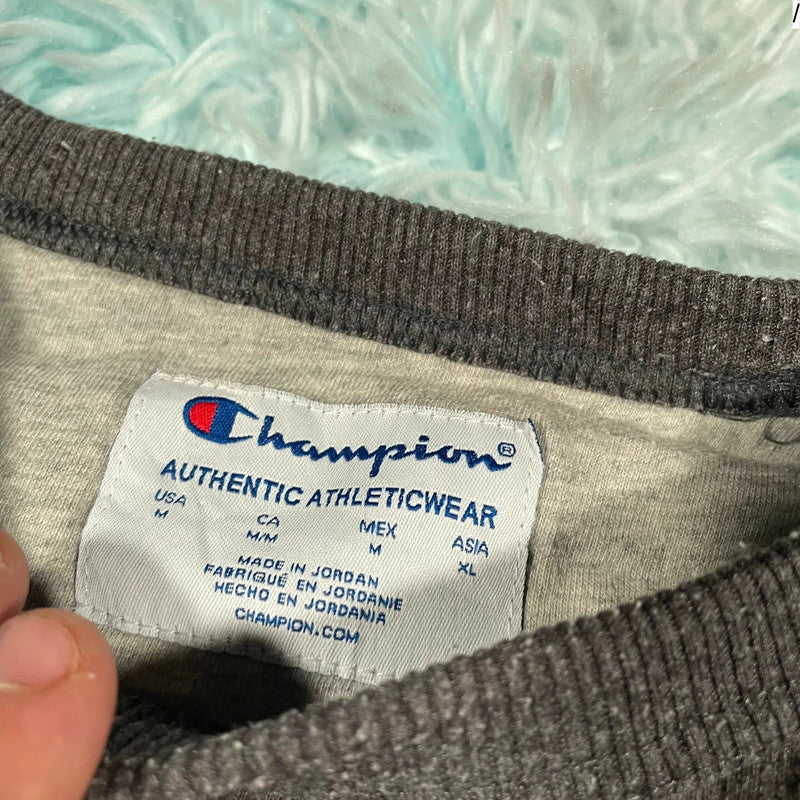 Champion®
AUTHENTIC ATHLETICWEAR
USA CA MEX ASIA
M M/M M XL
MADE IN JORDAN
FABRIQUÉ EN JORDANIE
HECHO EN JORDANIA
CHAMPION.COM